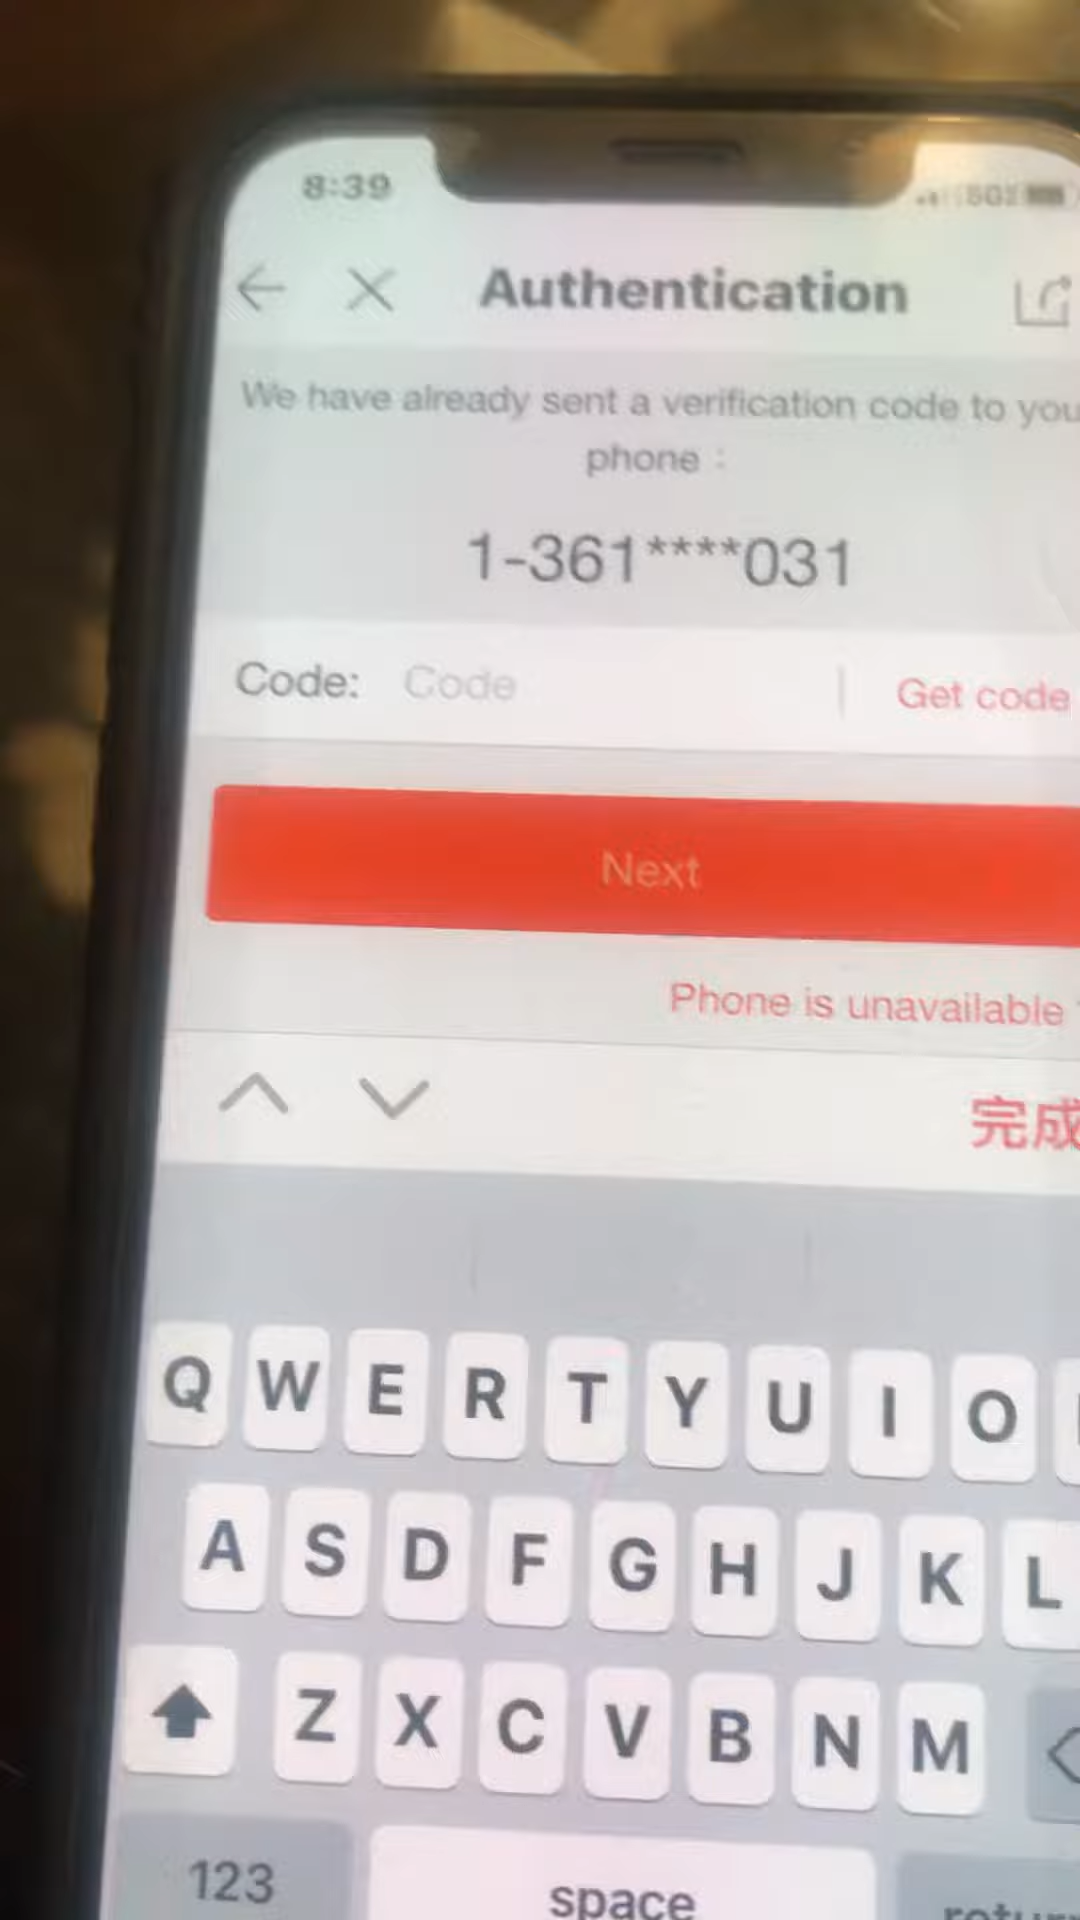 8:39
Authentication
We have already sent a verification code to you
phone :
1-361****031
Code: Code Get code
Next
Phone is unavailable
完成
Q W E R T Y U I O
A S D F G H J K L
Z X C V B N M
123 space